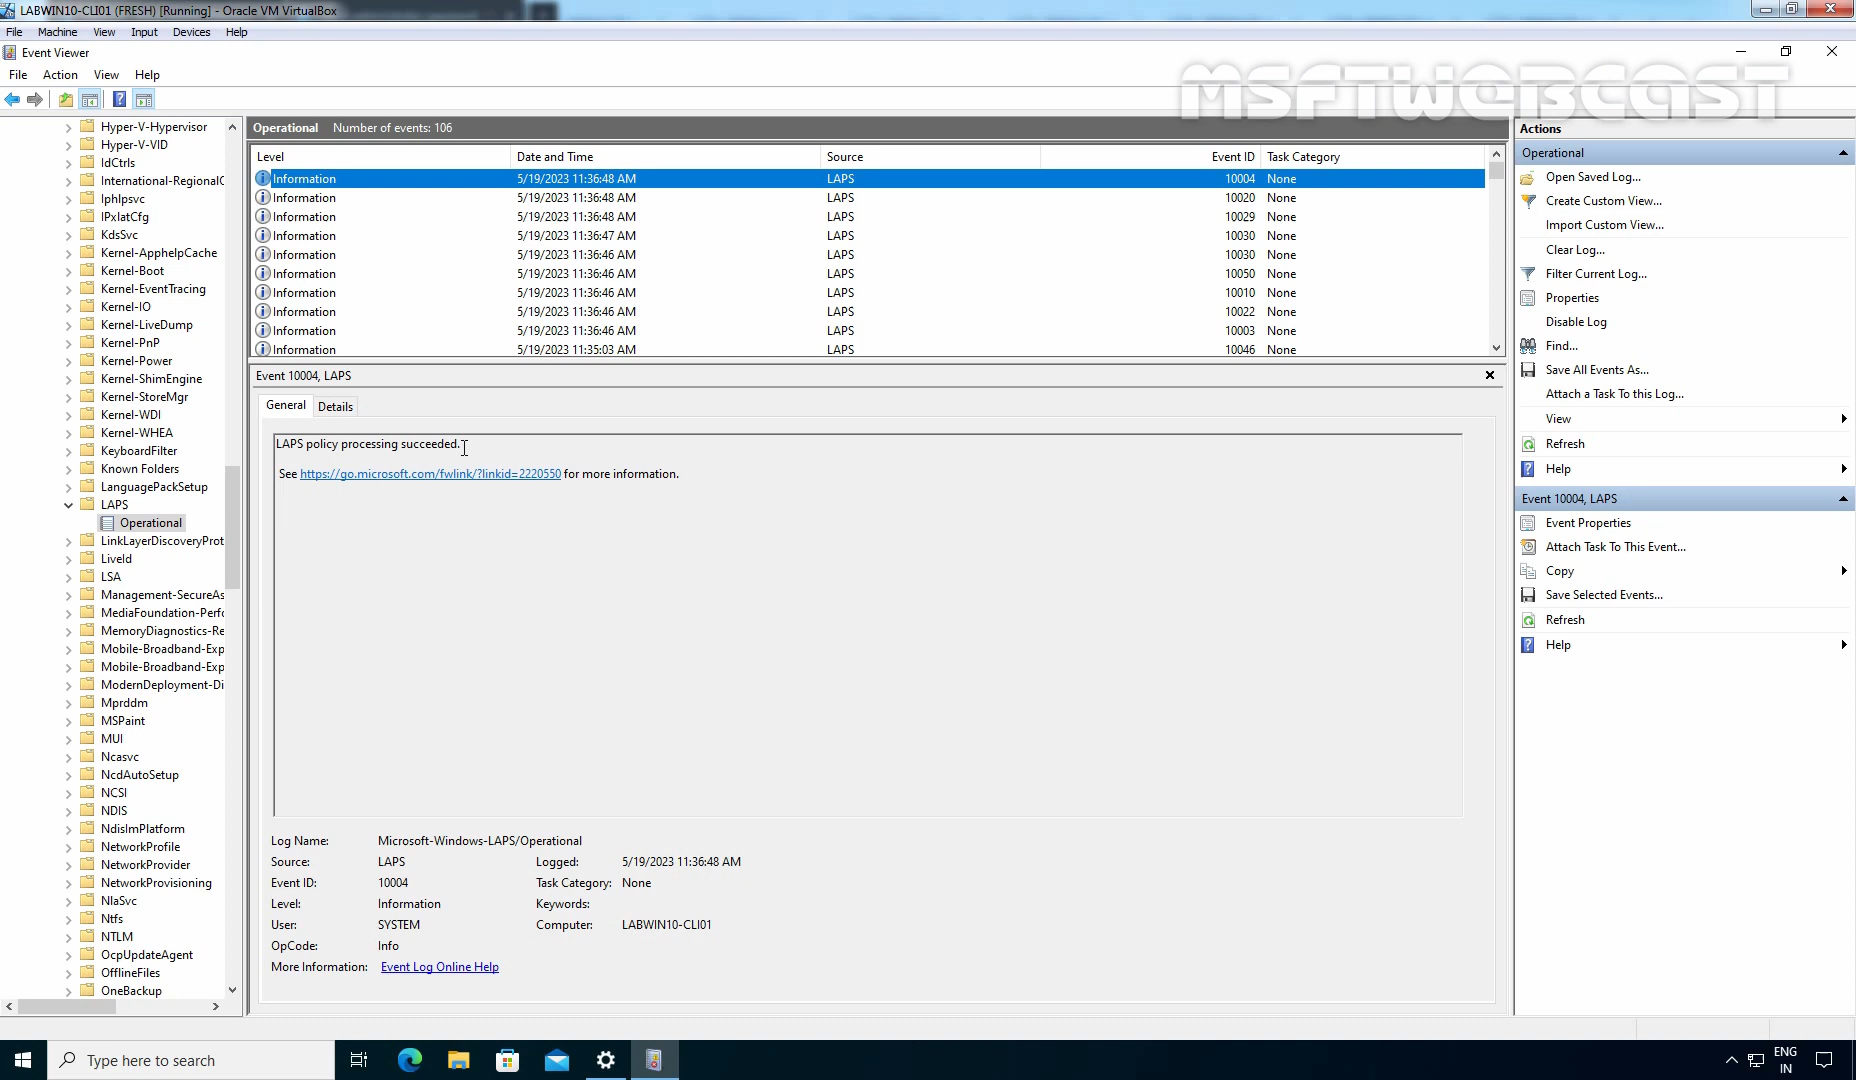 LABWIN10-CLI01 (FRESH) [Running] - Oracle VM VirtualBox
File Machine View Input Devices Help
Event Viewer
File Action View Help
MSFTWEBCAST
Hyper-V-Hypervisor
Hyper-V-VID
IdCtrls
International-RegionalC
Iphlpsvc
IPxlatCfg
KdsSvc
Kernel-ApphelpCache
Kernel-Boot
Kernel-EventTracing
Kernel-IO
Kernel-LiveDump
Kernel-PnP
Kernel-Power
Kernel-ShimEngine
Kernel-StoreMgr
Kernel-WDI
Kernel-WHEA
KeyboardFilter
Known Folders
LanguagePackSetup
LAPS
Operational
LinkLayerDiscoveryProt
LiveId
LSA
Management-SecureAs
MediaFoundation-Perfo
MemoryDiagnostics-Re
Mobile-Broadband-Exp
Mobile-Broadband-Exp
ModernDeployment-Di
Mprddm
MSPaint
MUI
Ncasvc
NcdAutoSetup
NCSI
NDIS
NdisImPlatform
NetworkProfile
NetworkProvider
NetworkProvisioning
NlaSvc
Ntfs
NTLM
OcpUpdateAgent
OfflineFiles
OneBackup
Operational Number of events: 106
Level Date and Time Source Event ID Task Category
Information 5/19/2023 11:36:48 AM LAPS 10004 None
Information 5/19/2023 11:36:48 AM LAPS 10020 None
Information 5/19/2023 11:36:48 AM LAPS 10029 None
Information 5/19/2023 11:36:47 AM LAPS 10030 None
Information 5/19/2023 11:36:46 AM LAPS 10030 None
Information 5/19/2023 11:36:46 AM LAPS 10050 None
Information 5/19/2023 11:36:46 AM LAPS 10010 None
Information 5/19/2023 11:36:46 AM LAPS 10022 None
Information 5/19/2023 11:36:46 AM LAPS 10003 None
Information 5/19/2023 11:35:03 AM LAPS 10046 None
Event 10004, LAPS
General Details
LAPS policy processing succeeded.
See https://go.microsoft.com/fwlink/?linkid=2220550 for more information.
Log Name: Microsoft-Windows-LAPS/Operational
Source: LAPS Logged: 5/19/2023 11:36:48 AM
Event ID: 10004 Task Category: None
Level: Information Keywords:
User: SYSTEM Computer: LABWIN10-CLI01
OpCode: Info
More Information: Event Log Online Help
Actions
Operational
Open Saved Log...
Create Custom View...
Import Custom View...
Clear Log...
Filter Current Log...
Properties
Disable Log
Find...
Save All Events As...
Attach a Task To this Log...
View
Refresh
Help
Event 10004, LAPS
Event Properties
Attach Task To This Event...
Copy
Save Selected Events...
Refresh
Help
Type here to search
ENG
IN